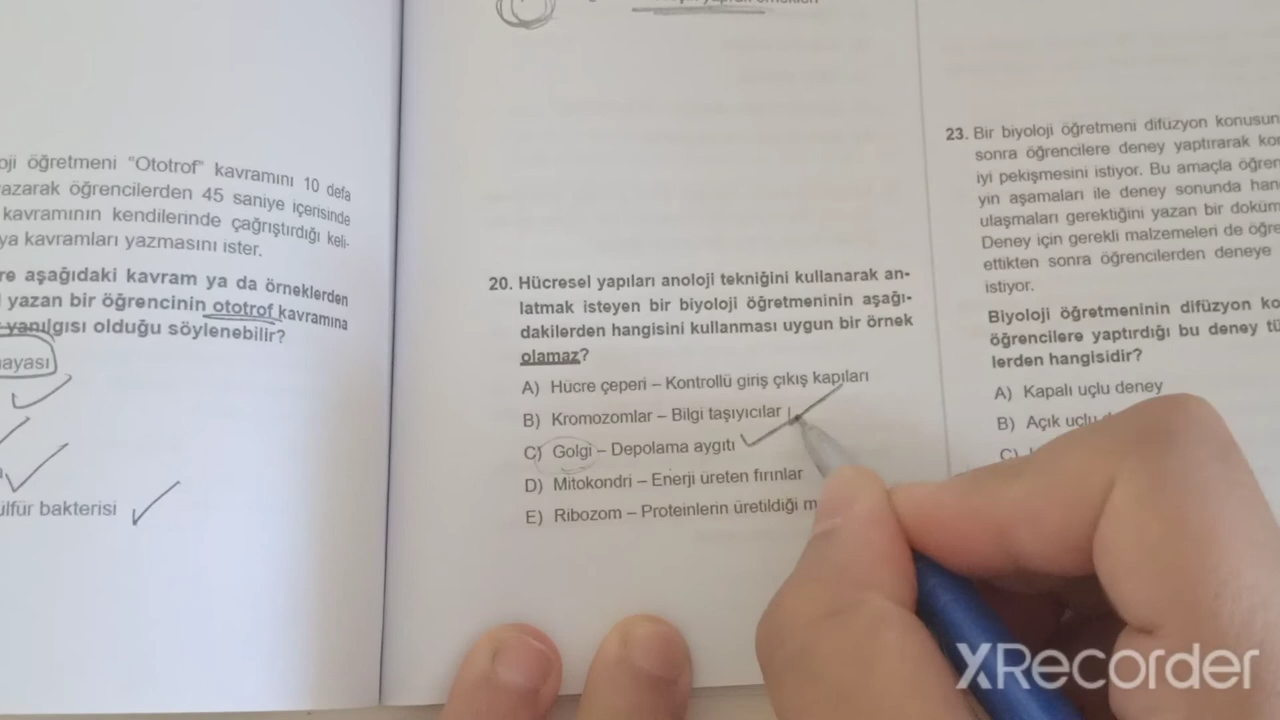 öğretmeni "Ototrof" kavramını 10 defa
öğrencilerden 45 saniye içerisinde
kavramının kendilerinde çağrıştırdığı keli-
ya kavramları yazmasını ister.
re aşağıdaki kavram ya da örneklerden
yazan bir öğrencinin ototrof kavramına
yanılgısı olduğu söylenebilir?
ülfür bakterisi
20. Hücresel yapıları anoloji tekniğini kullanarak an-
latmak isteyen bir biyoloji öğretmeninin aşağı-
dakilerden hangisini kullanması uygun bir örnek
olamaz?
A) Hücre çeperi – Kontrollü giriş çıkış kapıları
B) Kromozomlar – Bilgi taşıyıcılar
C) Golgi – Depolama aygıtı
D) Mitokondri – Enerji üreten fırınlar
E) Ribozom – Proteinlerin üretildiği m
23. Bir biyoloji öğretmeni difüzyon konusun
sonra öğrencilere deney yaptırarak
iyi pekişmesini istiyor. Bu amaçla öğren
yin aşamaları ile deney sonunda han
ulaşmaları gerektiğini yazan bir doküm
Deney için gerekli malzemeleri de öğre
ettikten sonra öğrencilerden deneye
istiyor.
Biyoloji öğretmeninin difüzyon ko
öğrencilere yaptırdığı bu deney tü
lerden hangisidir?
A) Kapalı uçlu deney
B) Açık uçlu
C)
XRecorder